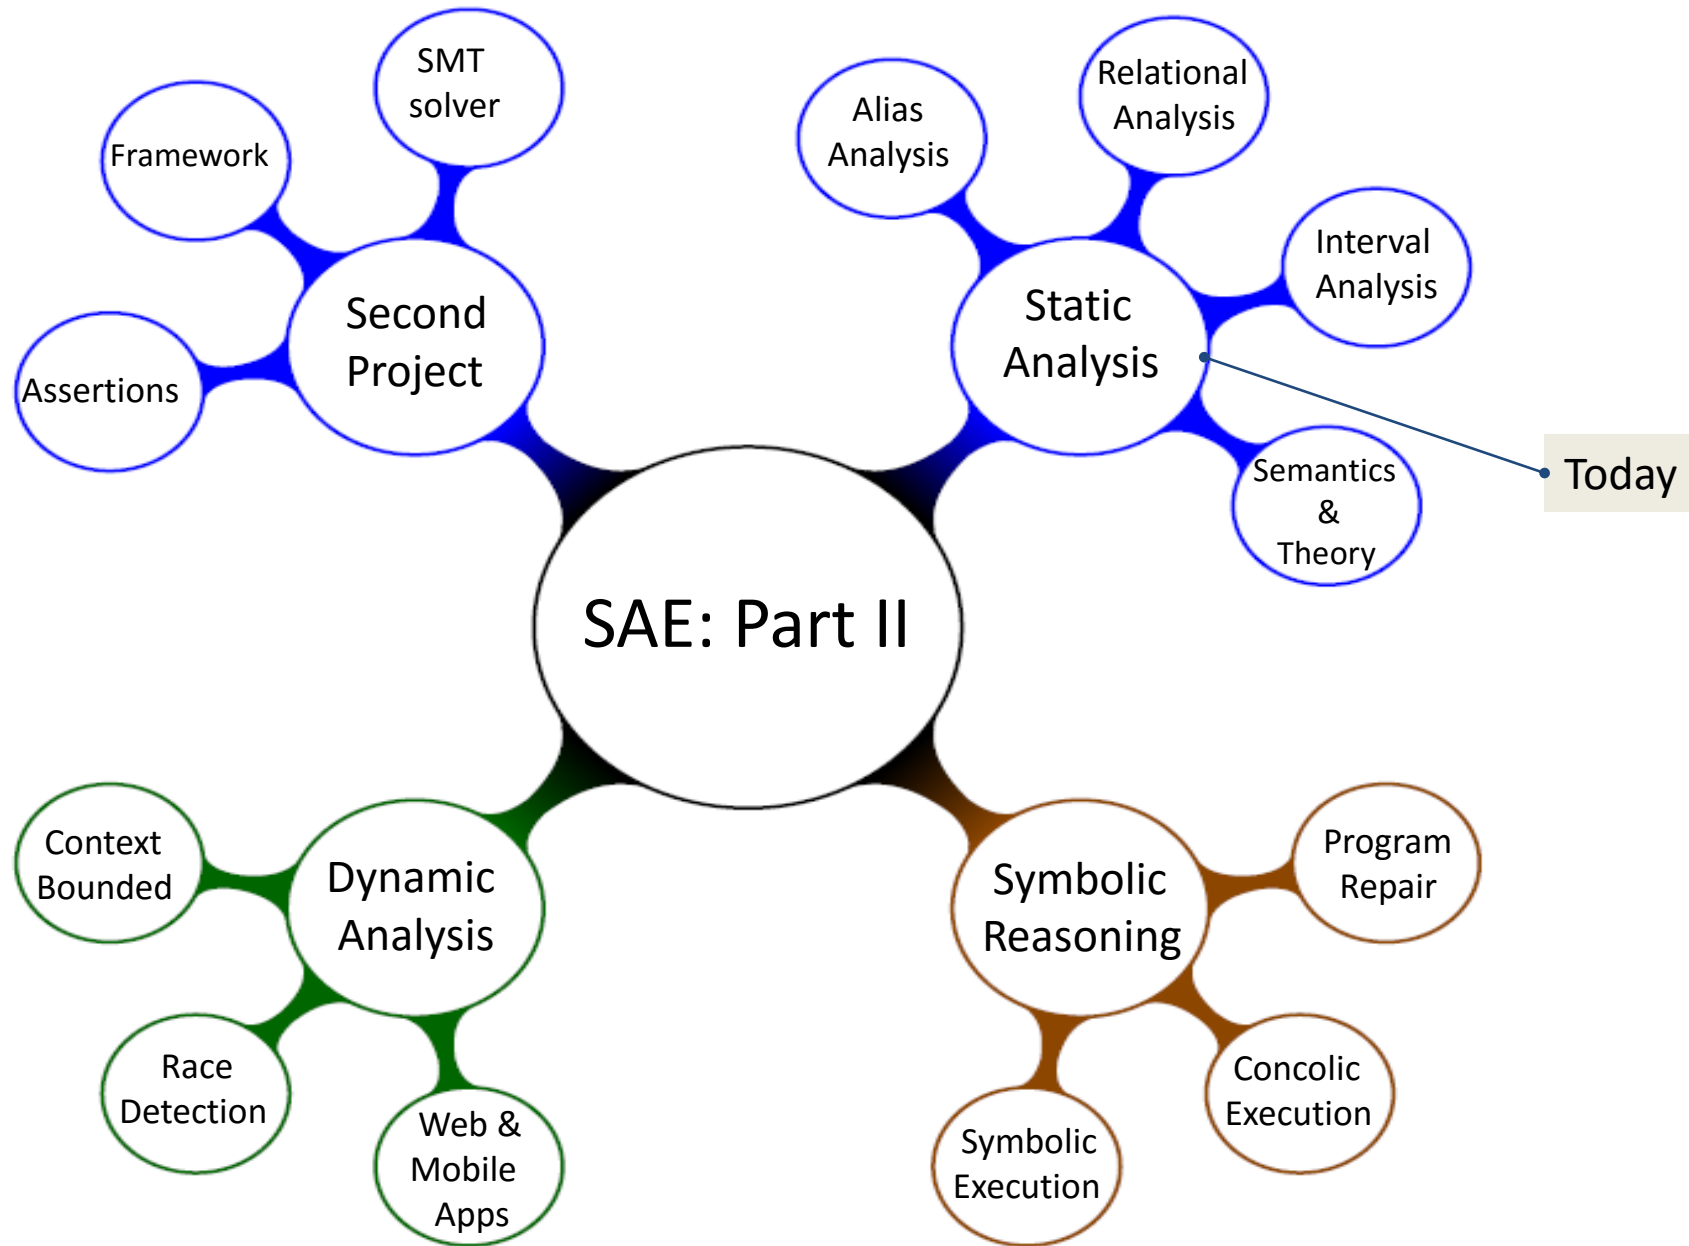 SMT
solver
Framework
Assertions
Second
Project
Alias
Analysis
Relational
Analysis
Interval
Analysis
Static
Analysis
Semantics
&
Theory
Today
SAE: Part II
Context
Bounded
Dynamic
Analysis
Race
Detection
Web &
Mobile
Apps
Symbolic
Reasoning
Program
Repair
Concolic
Execution
Symbolic
Execution